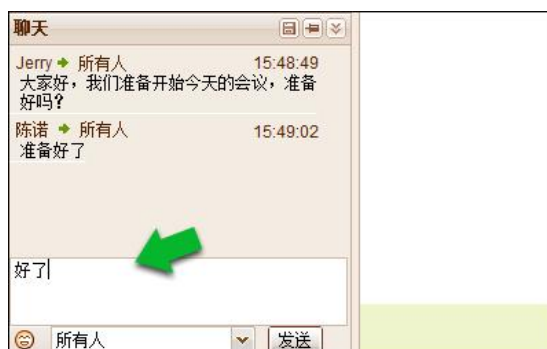 聊天
Jerry 所有人 15:48:49
大家好，我们准备开始今天的会议，准备
好吗？
陈诺 所有人 15:49:02
准备好了
好了
所有人 发送